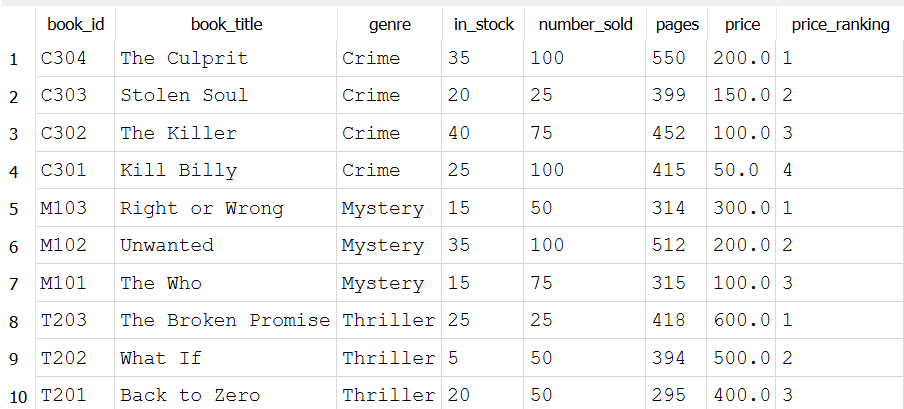 book_id book_title genre in_stock number_sold pages price price_ranking
1 C304 The Culprit Crime 35 100 550 200.0 1
2 C303 Stolen Soul Crime 20 25 399 150.0 2
3 C302 The Killer Crime 40 75 452 100.0 3
4 C301 Kill Billy Crime 25 100 415 50.0 4
5 M103 Right or Wrong Mystery 15 50 314 300.0 1
6 M102 Unwanted Mystery 35 100 512 200.0 2
7 M101 The Who Mystery 15 75 315 100.0 3
8 T203 The Broken Promise Thriller 25 25 418 600.0 1
9 T202 What If Thriller 5 50 394 500.0 2
10 T201 Back to Zero Thriller 20 50 295 400.0 3